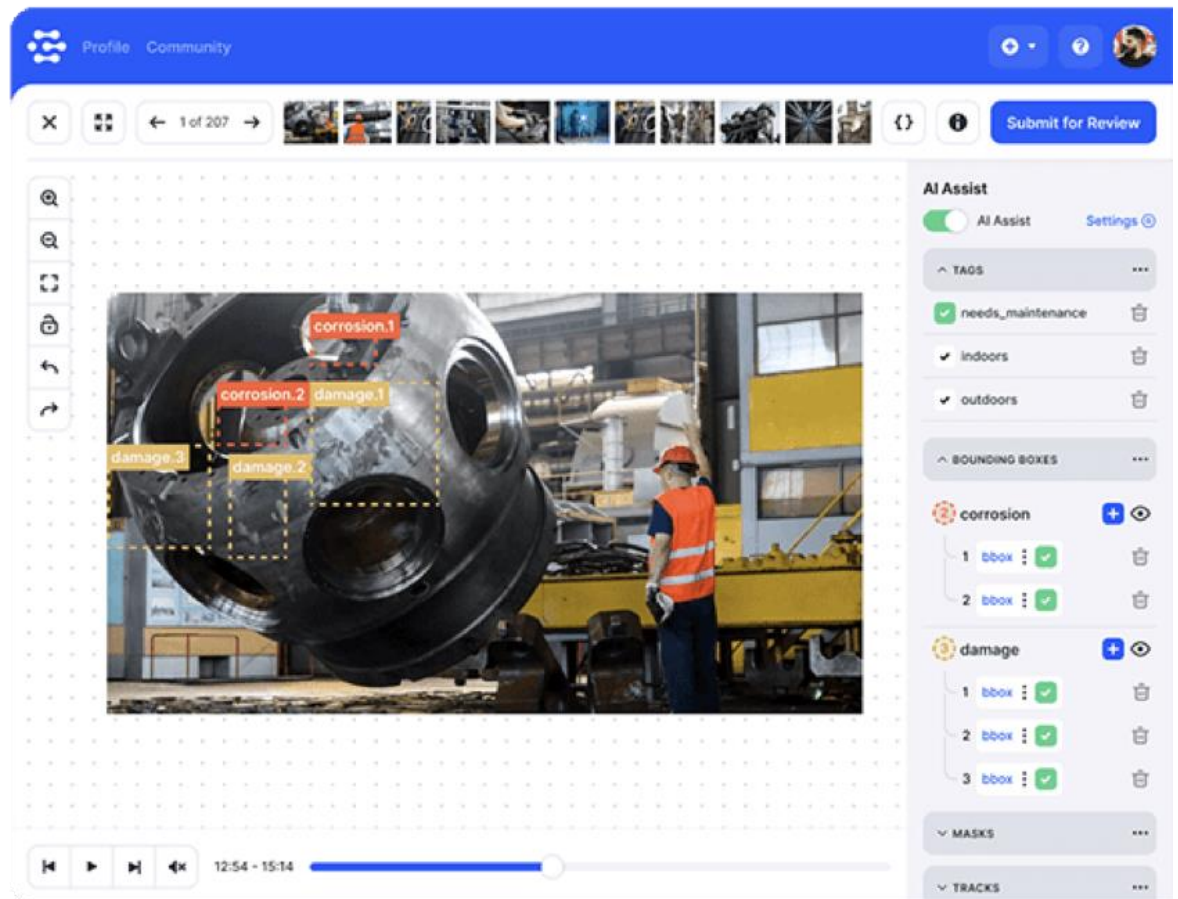 Profile Community
1 of 207
{}
Submit for Review
AI Assist
AI Assist Settings
TAGS
needs_maintenance
indoors
outdoors
BOUNDING BOXES
2 corrosion
1 bbox
2 bbox
3 damage
1 bbox
2 bbox
3 bbox
MASKS
TRACKS
corrosion.1
corrosion.2 damage.1
damage.3
damage.2
12:54 - 15:14